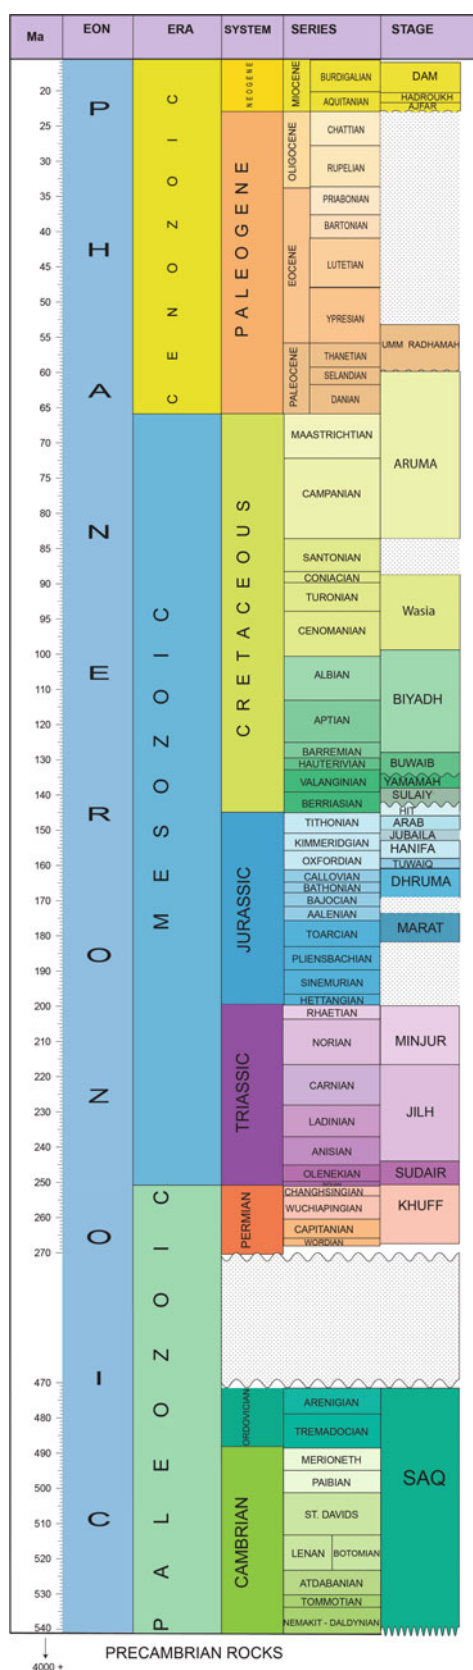 Ma EON ERA SYSTEM SERIES STAGE
20
25
30
35
40
45
50
55
60
65
70
75
80
85
90
95
100
110
120
130
140
150
160
170
180
190
200
210
220
230
240
250
260
270
470
480
490
500
510
520
530
540
4000 +
PHANEROZOIC
CENOZOIC
MESOZOIC
PALEOZOIC
NEOGENE
PALEOGENE
CRETACEOUS
JURASSIC
TRIASSIC
PERMIAN
ORDOVICIAN
CAMBRIAN
MIOCENE
OLIGOCENE
EOCENE
PALEOCENE
BURDIGALIAN
AQUITANIAN
CHATTIAN
RUPELIAN
PRIABONIAN
BARTONIAN
LUTETIAN
YPRESIAN
THANETIAN
SELANDIAN
DANIAN
MAASTRICHTIAN
CAMPANIAN
SANTONIAN
CONIACIAN
TURONIAN
CENOMANIAN
ALBIAN
APTIAN
BARREMIAN
HAUTERIVIAN
VALANGINIAN
BERRIASIAN
TITHONIAN
KIMMERIDGIAN
OXFORDIAN
CALLOVIAN
BATHONIAN
BAJOCIAN
AALENIAN
TOARCIAN
PLIENSBACHIAN
SINEMURIAN
HETTANGIAN
RHAETIAN
NORIAN
CARNIAN
LADINIAN
ANISIAN
OLENEKIAN
CHANGHSINGIAN
WUCHIAPINGIAN
CAPITANIAN
WORDIAN
ARENIGIAN
TREMADOCIAN
MERIONETH
PAIBIAN
ST. DAVIDS
LENAN BOTOMIAN
ATDABANIAN
TOMMOTIAN
NEMAKIT - DALDYNIAN
DAM
HADROUKH
AJFAR
UMM RADHAMAH
ARUMA
Wasia
BIYADH
BUWAIB
YAMAMAH
SULAIY
HIT
ARAB
JUBAILA
HANIFA
TUWAIQ
DHRUMA
MARAT
MINJUR
JILH
SUDAIR
KHUFF
SAQ
PRECAMBRIAN ROCKS